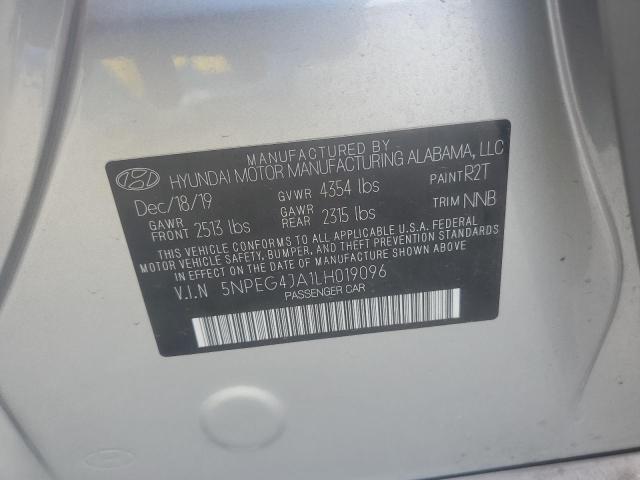 MANUFACTURED BY
HYUNDAI MOTOR MANUFACTURING ALABAMA, LLC
Dec/18/19 GVWR 4354 lbs PAINT R2T
GAWR FRONT 2513 lbs GAWR REAR 2315 lbs TRIM NNB
THIS VEHICLE CONFORMS TO ALL APPLICABLE U.S.A. FEDERAL
MOTOR VEHICLE SAFETY, BUMPER, AND THEFT PREVENTION STANDARDS
IN EFFECT ON THE DATE OF MANUFACTURE SHOWN ABOVE.
V.I.N 5NPEG4JA1LH019096
PASSENGER CAR